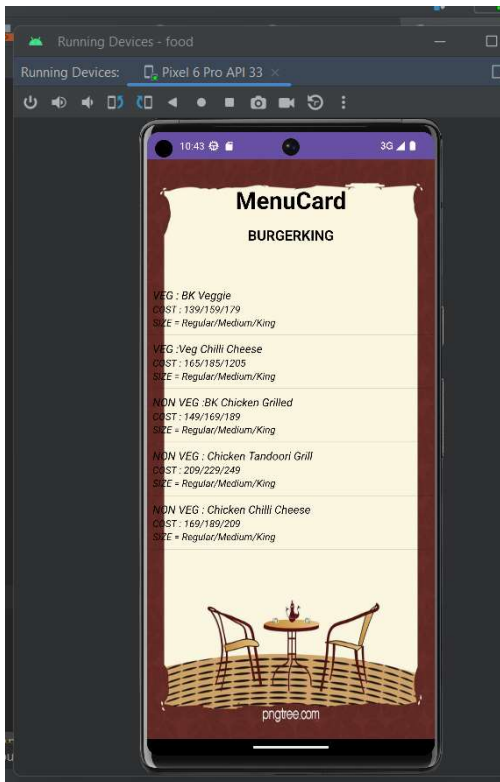 Running Devices - food
Running Devices: Pixel 6 Pro API 33
10:43
3G
MenuCard
BURGERKING
VEG : BK Veggie
COST : 139/159/179
SIZE = Regular/Medium/King
VEG :Veg Chilli Cheese
COST : 165/185/1205
SIZE = Regular/Medium/King
NON VEG :BK Chicken Grilled
COST : 149/169/189
SIZE = Regular/Medium/King
NON VEG : Chicken Tandoori Grill
COST : 209/229/249
SIZE = Regular/Medium/King
NON VEG : Chicken Chilli Cheese
COST : 169/189/209
SIZE = Regular/Medium/King
pngtree.com